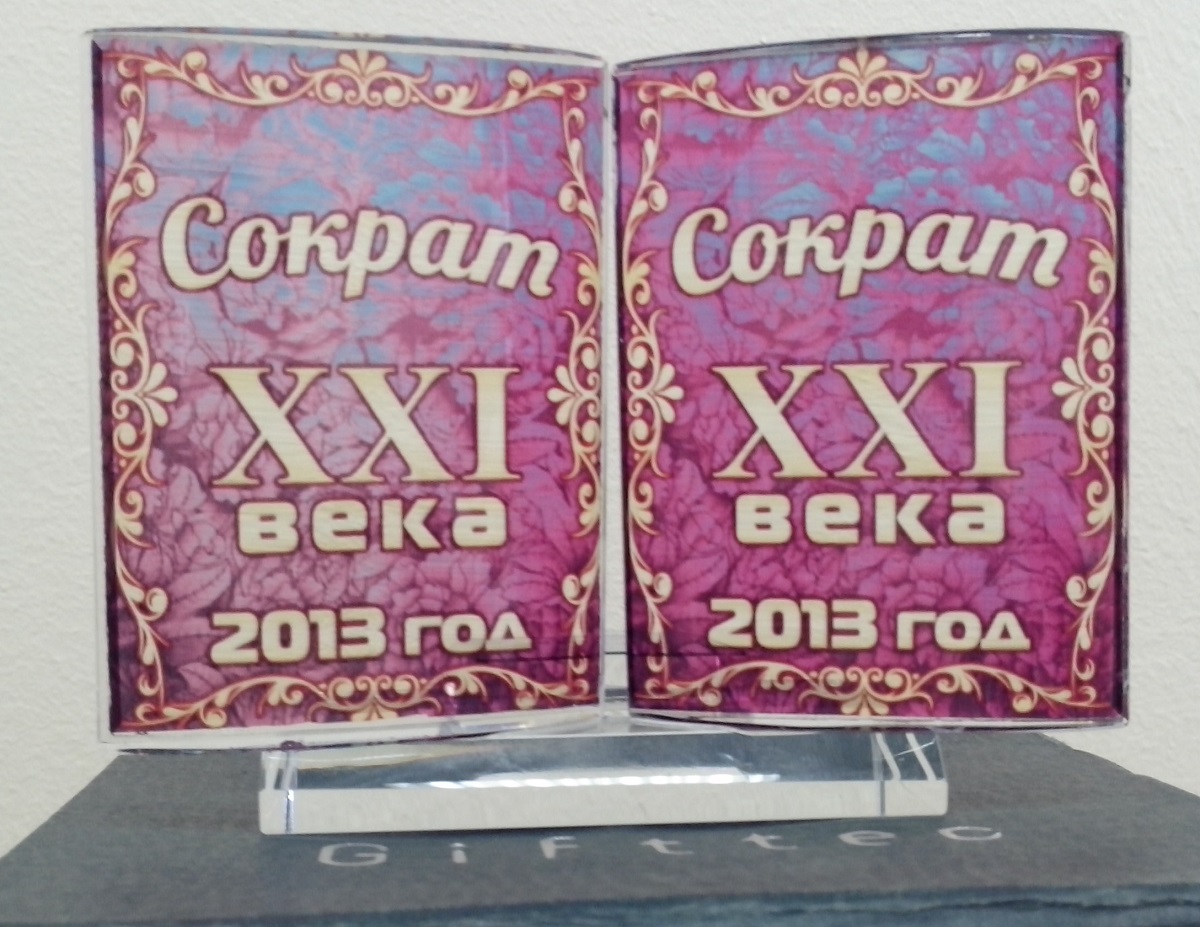 Сократ
XXI
века
2013 год
Сократ
XXI
века
2013 год
Gifttec